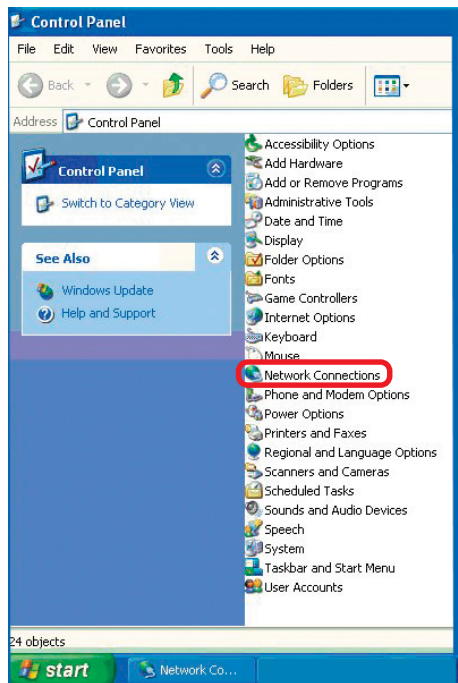 Control Panel
File Edit View Favorites Tools Help
Back Search Folders
Address Control Panel
Control Panel
Switch to Category View
See Also
Windows Update
Help and Support
Accessibility Options
Add Hardware
Add or Remove Programs
Administrative Tools
Date and Time
Display
Folder Options
Fonts
Game Controllers
Internet Options
Keyboard
Mouse
Network Connections
Phone and Modem Options
Power Options
Printers and Faxes
Regional and Language Options
Scanners and Cameras
Scheduled Tasks
Sounds and Audio Devices
Speech
System
Taskbar and Start Menu
User Accounts
24 objects
start Network Co...